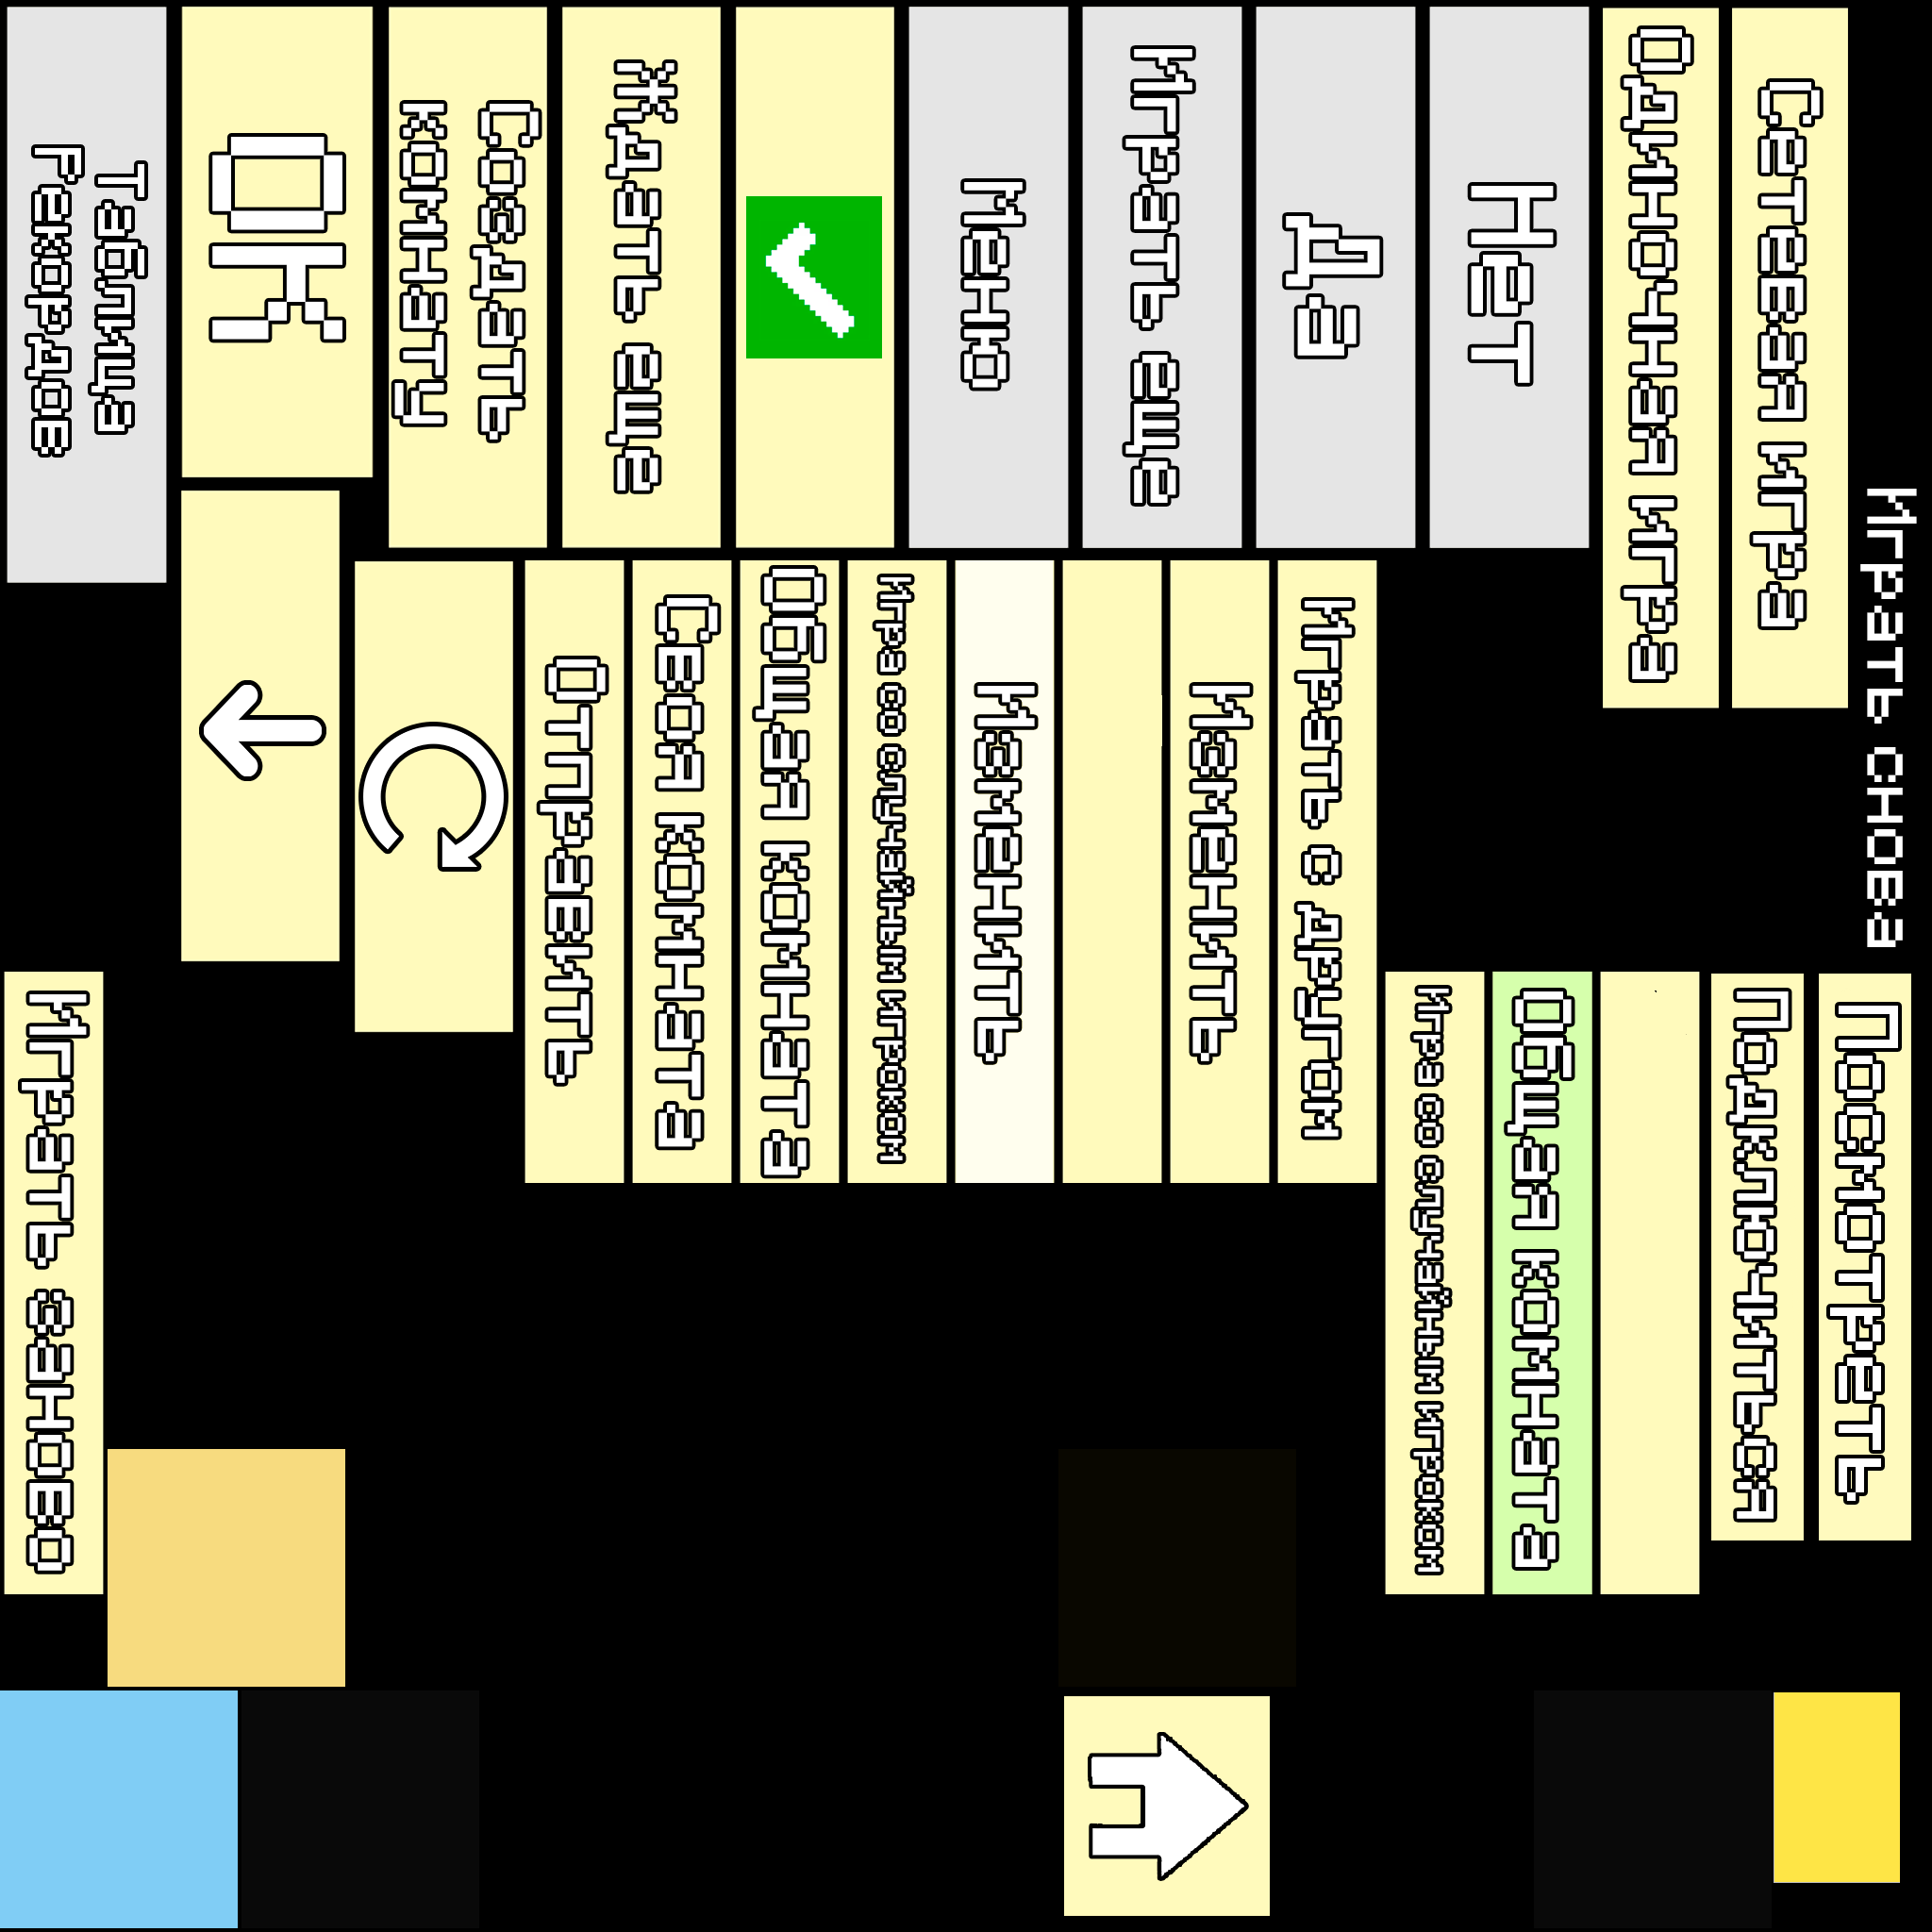 Играть снова
Сетевая игра
Одиночная игра
Нет
Да
Играть еще
Меню
Ждать еще
Создать
комнату
ОК
Таблица
Рекордов
Играть с другом
Изменить
Изменить
Игра со случайным игроком
Общая комната
Своя комната
Отправить
Посмотреть
Подключиться
Общая комната
Игра со случайным игроком
Играть заново